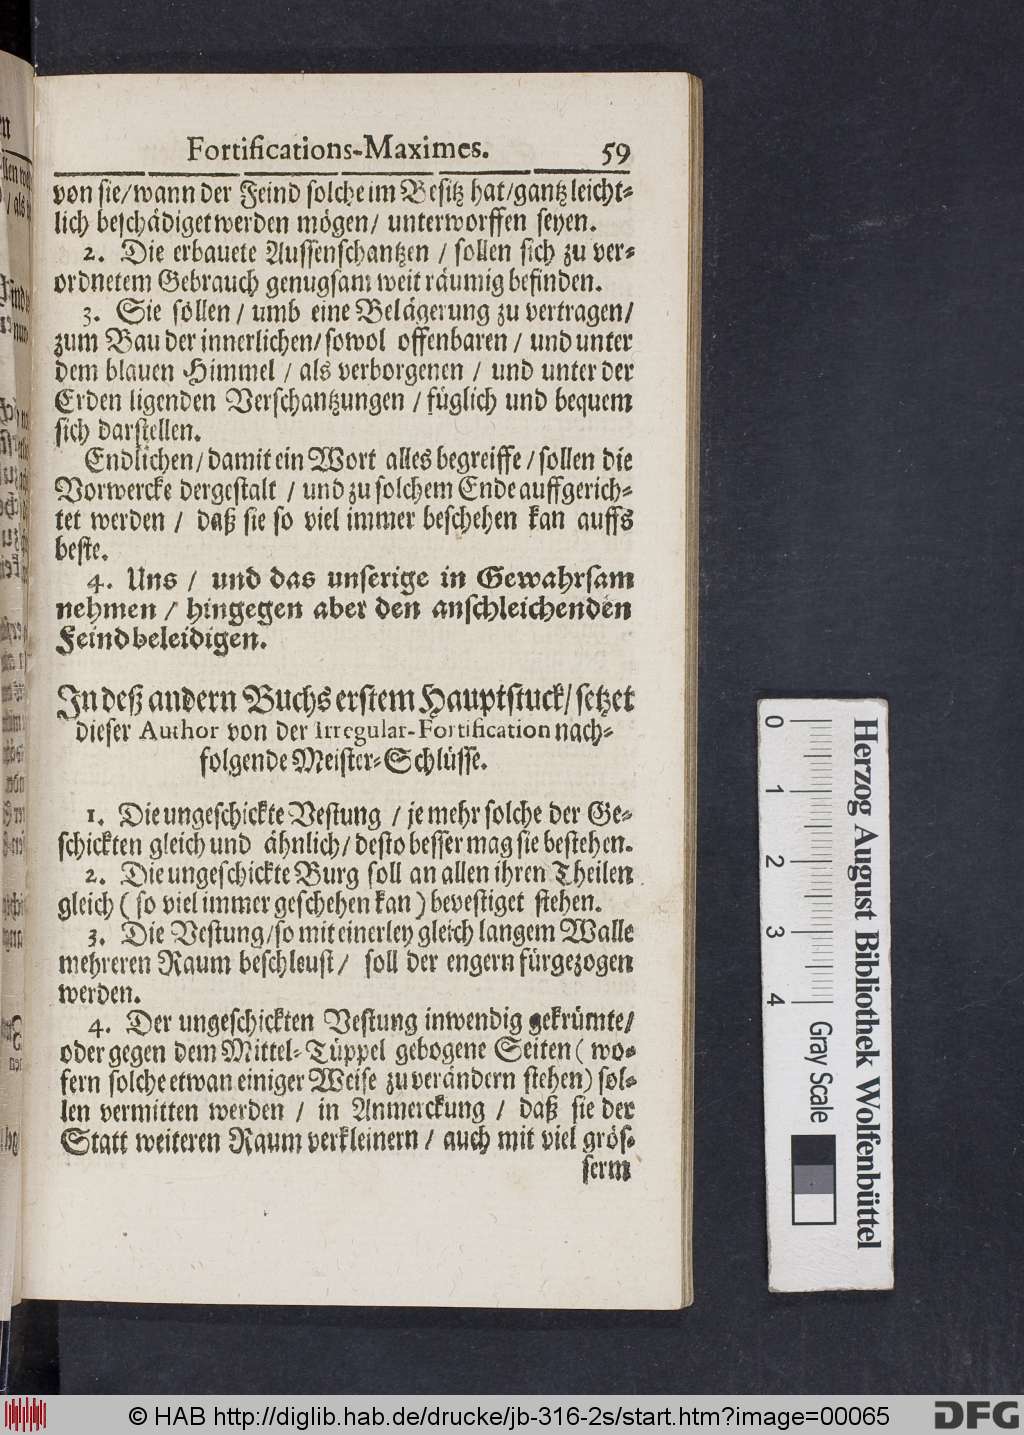 Fortifications-Maximes. 59
von sie/ wann der Feind solche im Besitz hat/ gantz leicht-
lich beschädiget werden mögen/ unterworffen seyen.
2. Die erbauete Aussenschantzen / sollen sich zu ver-
ordnetem Gebrauch genugsam weit räumig befinden.
3. Sie sollen / umb eine Belägerung zu vertragen/
zum Bau der innerlichen/ sowol offenbaren / und unter
dem blauen Himmel / als verborgenen / und unter der
Erden ligenden Verschantzungen / füglich und bequem
sich darstellen.
Endlichen/ damit ein Wort alles begreiffe / sollen die
Vorwercke dergestalt / und zu solchem Ende auffgerich-
tet werden / daß sie so viel immer beschehen kan auffs
beste.
4. Uns / und das unserige in Gewahrsam
nehmen / hingegen aber den anschleichenden
Feind beleidigen.
In deß andern Buchs erstem Hauptstuck/ setzet
dieser Author von der Irregular-Fortification nach-
folgende Meister-Schlüsse.
1. Die ungeschickte Vestung / je mehr solche der Ge-
schickten gleich und ähnlich/ desto besser mag sie bestehen.
2. Die ungeschickte Burg soll an allen ihren Theilen
gleich ( so viel immer geschehen kan ) bevestiget stehen.
3. Die Vestung/ so mit einerley gleich langem Walle
mehreren Raum beschleust / soll der engern fürgezogen
werden.
4. Der ungeschickten Vestung inwendig gekrümte/
oder gegen dem Mittel-Tüppel gebogene Seiten ( wo-
fern solche etwan einiger Weise zu verändern stehen) sol-
len vermitten werden / in Anmerckung / daß sie der
Statt weiteren Raum verkleinern / auch mit viel grös-
serm
0 1 2 3 4
Gray Scale
Herzog August Bibliothek Wolfenbüttel
© HAB http://diglib.hab.de/drucke/jb-316-2s/start.htm?image=00065
DFG